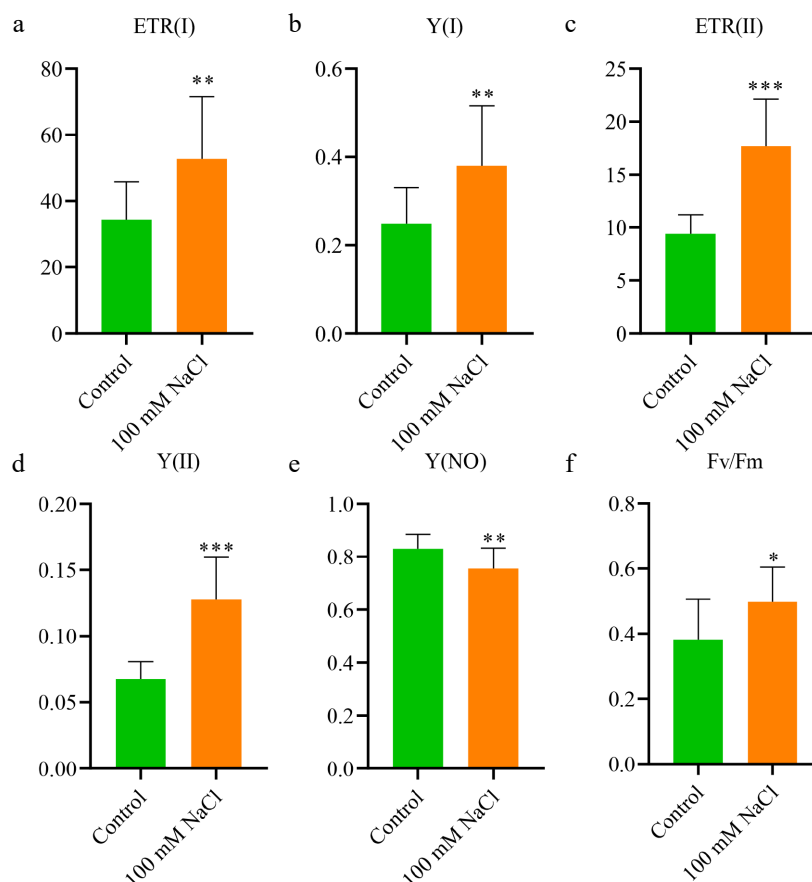 a ETR(I)
80
60
40
20
0
**
Control
100 mM NaCl
b Y(I)
0.6
0.4
0.2
0.0
**
Control
100 mM NaCl
c ETR(II)
25
20
15
10
5
0
***
Control
100 mM NaCl
d Y(II)
0.20
0.15
0.10
0.05
0.00
***
Control
100 mM NaCl
e Y(NO)
1.0
0.8
0.6
0.4
0.2
0.0
**
Control
100 mM NaCl
f Fv/Fm
0.8
0.6
0.4
0.2
0.0
*
Control
100 mM NaCl